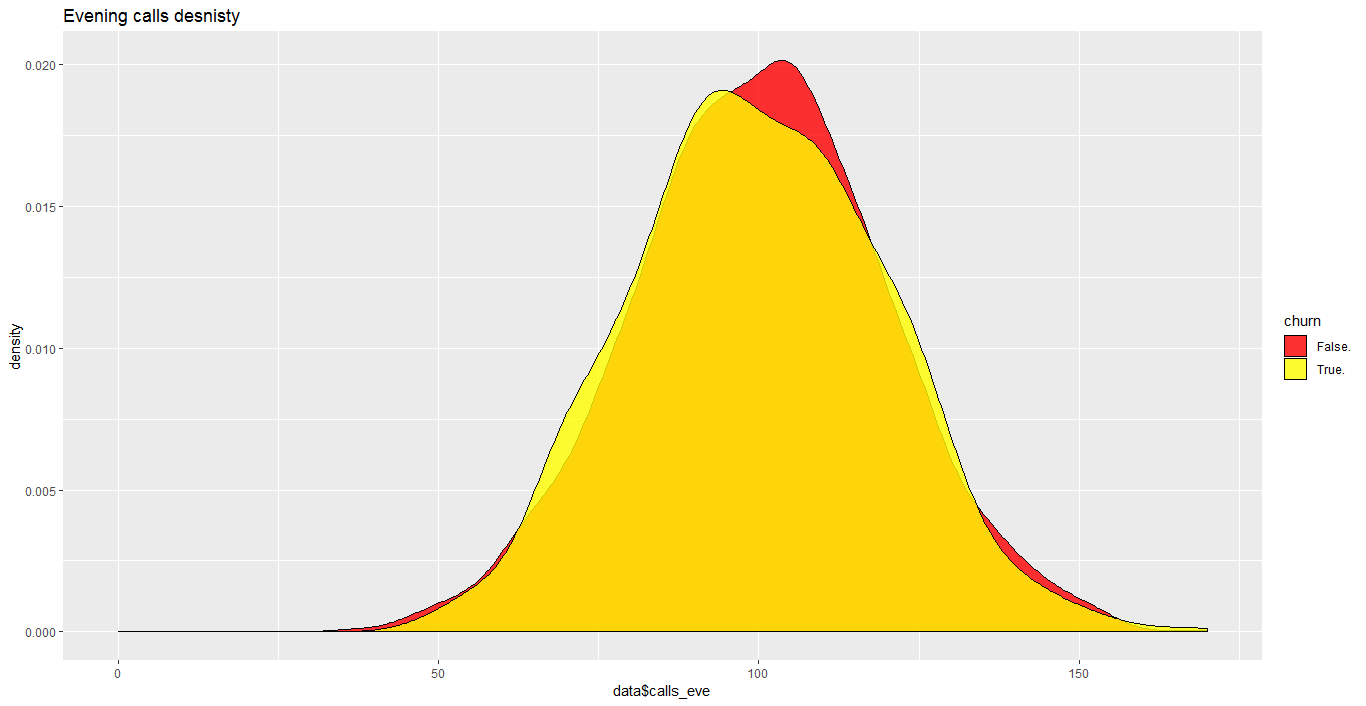 Evening calls desnisty
0.020
0.015
0.010
0.005
0.000
density
0
50
100
150
data$calls_eve
churn
False.
True.